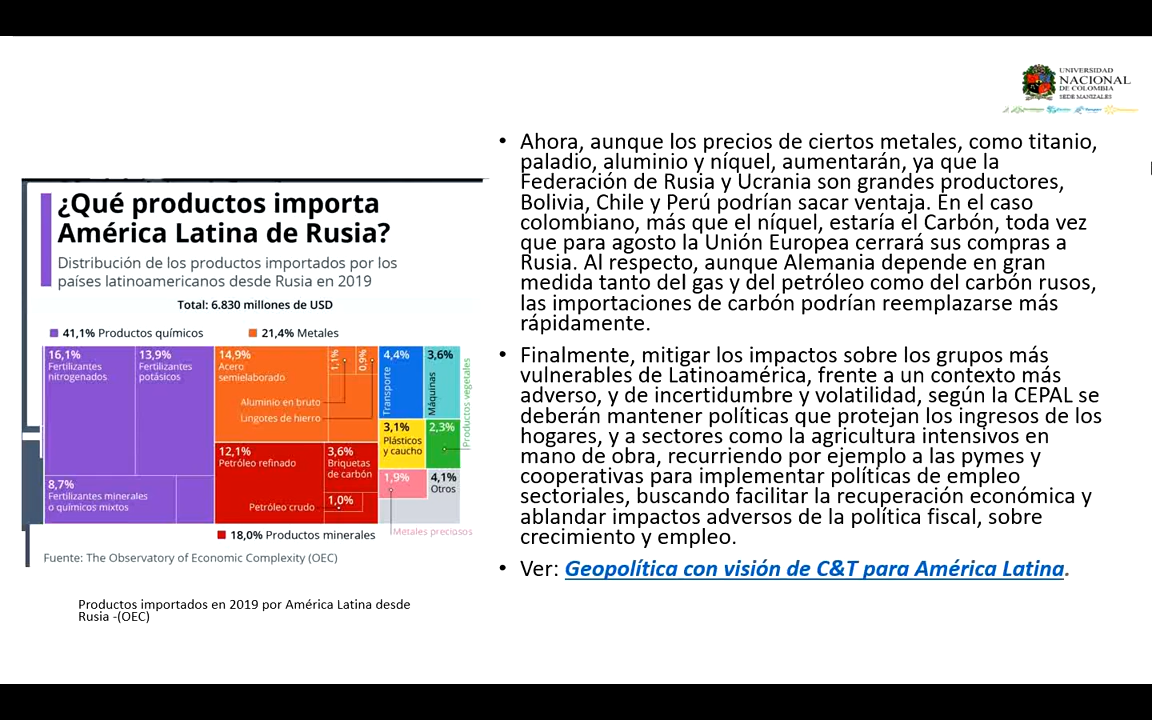 UNIVERSIDAD
NACIONAL
DE COLOMBIA
SEDE MANIZALES
¿Qué productos importa
América Latina de Rusia?
Distribución de los productos importados por los
países latinoamericanos desde Rusia en 2019
Total: 6.830 millones de USD
41,1% Productos químicos
21,4% Metales
16,1%
Fertilizantes
nitrogenados
13,9%
Fertilizantes
potásicos
8,7%
Fertilizantes minerales
o químicos mixtos
14,9%
Acero
semielaborado
1,1%
0,9%
Aluminio en bruto
Lingotes de hierro
12,1%
Petróleo refinado
3,6%
Briquetas
de carbón
1,0%
Petróleo crudo
4,4%
Transporte
3,6%
Máquinas
3,1%
Plásticos
y caucho
2,3%
Productos vegetales
1,9%
4,1%
Otros
18,0% Productos minerales
Metales preciosos
Fuente: The Observatory of Economic Complexity (OEC)
Productos importados en 2019 por América Latina desde
Rusia -(OEC)
• Ahora, aunque los precios de ciertos metales, como titanio,
paladio, aluminio y níquel, aumentarán, ya que la
Federación de Rusia y Ucrania son grandes productores,
Bolivia, Chile y Perú podrían sacar ventaja. En el caso
colombiano, más que el níquel, estaría el Carbón, toda vez
que para agosto la Unión Europea cerrará sus compras a
Rusia. Al respecto, aunque Alemania depende en gran
medida tanto del gas y del petróleo como del carbón rusos,
las importaciones de carbón podrían reemplazarse más
rápidamente.
• Finalmente, mitigar los impactos sobre los grupos más
vulnerables de Latinoamérica, frente a un contexto más
adverso, y de incertidumbre y volatilidad, según la CEPAL se
deberán mantener políticas que protejan los ingresos de los
hogares, y a sectores como la agricultura intensivos en
mano de obra, recurriendo por ejemplo a las pymes y
cooperativas para implementar políticas de empleo
sectoriales, buscando facilitar la recuperación económica y
ablandar impactos adversos de la política fiscal, sobre
crecimiento y empleo.
• Ver: Geopolítica con visión de C&T para América Latina.